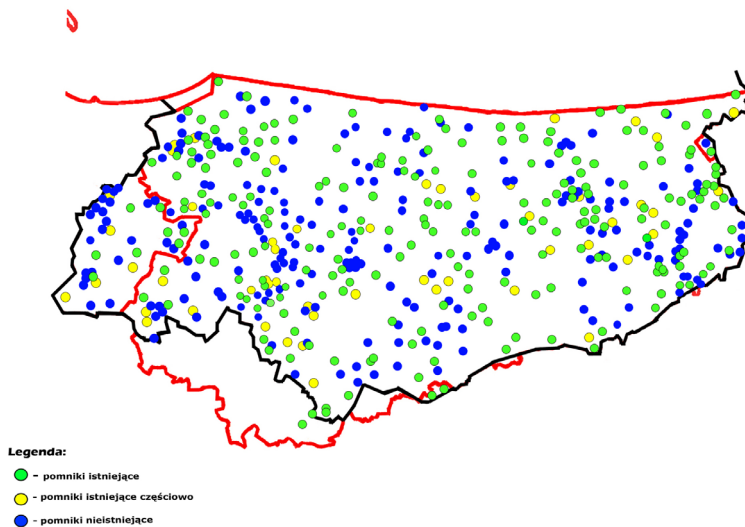 Legenda:
– pomniki istniejące
- pomniki istniejące częściowo
- pomniki nieistniejące